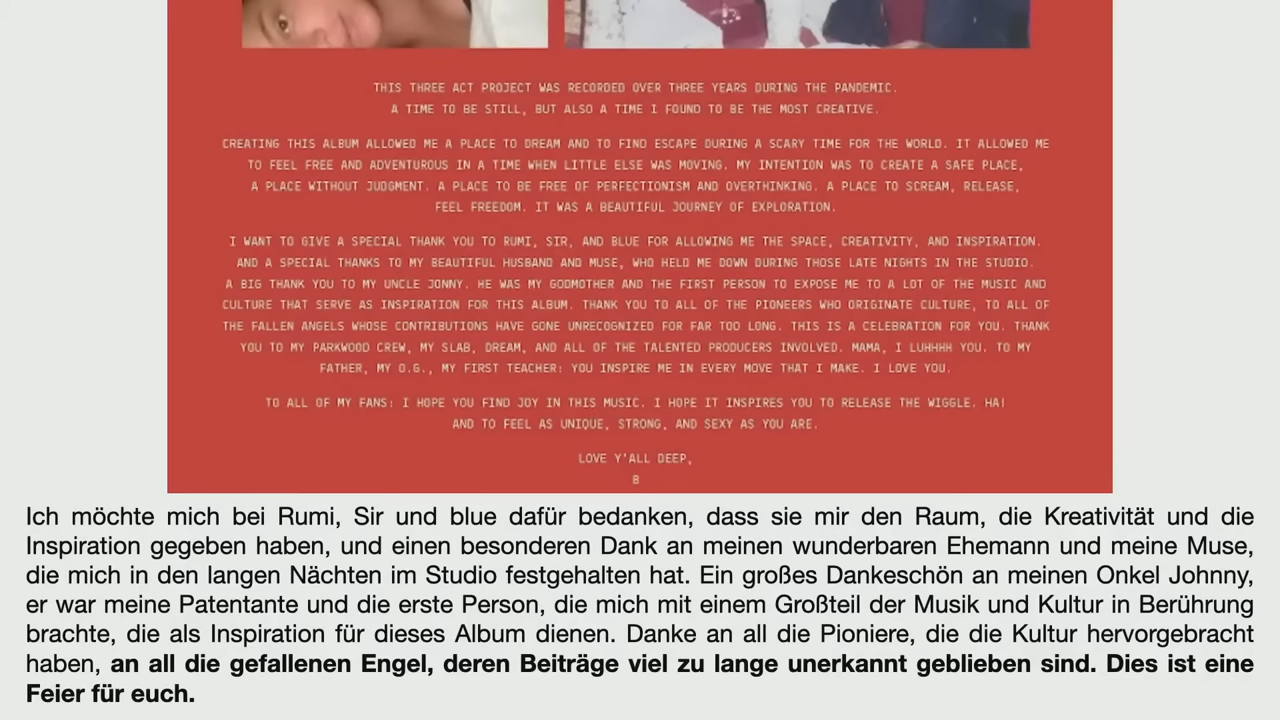 THIS THREE ACT PROJECT WAS RECORDED OVER THREE YEARS DURING THE PANDEMIC.
A TIME TO BE STILL, BUT ALSO A TIME I FOUND TO BE THE MOST CREATIVE.
CREATING THIS ALBUM ALLOWED ME A PLACE TO DREAM AND TO FIND ESCAPE DURING A SCARY TIME FOR THE WORLD. IT ALLOWED ME
TO FEEL FREE AND ADVENTUROUS IN A TIME WHEN LITTLE ELSE WAS MOVING. MY INTENTION WAS TO CREATE A SAFE PLACE,
A PLACE WITHOUT JUDGMENT. A PLACE TO BE FREE OF PERFECTIONISM AND OVERTHINKING. A PLACE TO SCREAM, RELEASE,
FEEL FREEDOM. IT WAS A BEAUTIFUL JOURNEY OF EXPLORATION.
I WANT TO GIVE A SPECIAL THANK YOU TO RUMI, SIR, AND BLUE FOR ALLOWING ME THE SPACE, CREATIVITY, AND INSPIRATION.
AND A SPECIAL THANKS TO MY BEAUTIFUL HUSBAND AND MUSE, WHO HELD ME DOWN DURING THOSE LATE NIGHTS IN THE STUDIO.
A BIG THANK YOU TO MY UNCLE JONNY. HE WAS MY GODMOTHER AND THE FIRST PERSON TO EXPOSE ME TO A LOT OF THE MUSIC AND
CULTURE THAT SERVE AS INSPIRATION FOR THIS ALBUM. THANK YOU TO ALL OF THE PIONEERS WHO ORIGINATE CULTURE, TO ALL OF
THE FALLEN ANGELS WHOSE CONTRIBUTIONS HAVE GONE UNRECOGNIZED FOR FAR TOO LONG. THIS IS A CELEBRATION FOR YOU. THANK
YOU TO MY PARKWOOD CREW, MY SLAB, DREAM, AND ALL OF THE TALENTED PRODUCERS INVOLVED. MAMA, I LUHHHH YOU. TO MY
FATHER, MY O.G., MY FIRST TEACHER: YOU INSPIRE ME IN EVERY MOVE THAT I MAKE. I LOVE YOU.
TO ALL OF MY FANS: I HOPE YOU FIND JOY IN THIS MUSIC. I HOPE IT INSPIRES YOU TO RELEASE THE WIGGLE. HA!
AND TO FEEL AS UNIQUE, STRONG, AND SEXY AS YOU ARE.
LOVE Y'ALL DEEP,
B
Ich möchte mich bei Rumi, Sir und blue dafür bedanken, dass sie mir den Raum, die Kreativität und die
Inspiration gegeben haben, und einen besonderen Dank an meinen wunderbaren Ehemann und meine Muse,
die mich in den langen Nächten im Studio festgehalten hat. Ein großes Dankeschön an meinen Onkel Johnny,
er war meine Patentante und die erste Person, die mich mit einem Großteil der Musik und Kultur in Berührung
brachte, die als Inspiration für dieses Album dienen. Danke an all die Pioniere, die die Kultur hervorgebracht
haben, an all die gefallenen Engel, deren Beiträge viel zu lange unerkannt geblieben sind. Dies ist eine
Feier für euch.